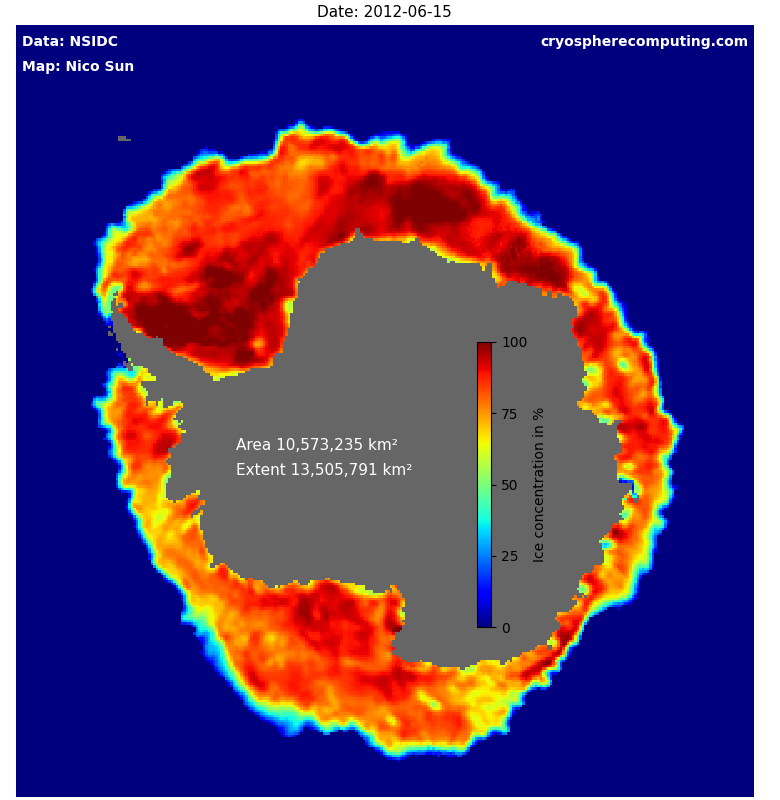 Date: 2012-06-15
Data: NSIDC
cryospherecomputing.com
Map: Nico Sun
100
75
50
25
0
Ice concentration in %
Area 10,573,235 km²
Extent 13,505,791 km²